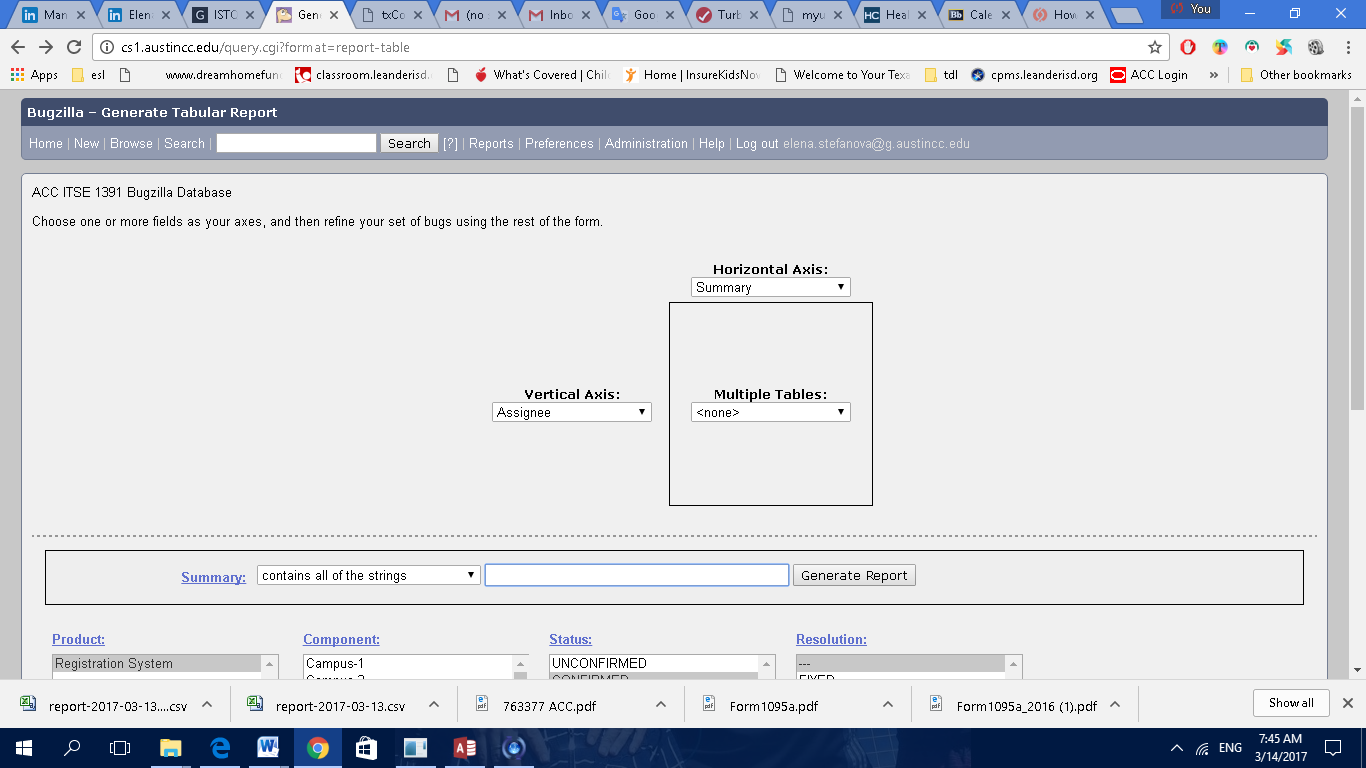 Man
Elen
ISTC
Gen
txCo
(no
Inbo
Goo
Turb
myu
Heal
Cale
Hov
You
cs1.austincc.edu/query.cgi?format=report-table
Apps esl www.dreamhomefun classroom.leanderisd. What's Covered | Chil Home | InsureKidsNo Welcome to Your Texa tdl cpms.leanderisd.org ACC Login » Other bookmarks
Bugzilla – Generate Tabular Report
Home | New | Browse | Search | Search [?] | Reports | Preferences | Administration | Help | Log out elena.stefanova@g.austincc.edu
ACC ITSE 1391 Bugzilla Database
Choose one or more fields as your axes, and then refine your set of bugs using the rest of the form.
Horizontal Axis:
Summary
Vertical Axis: Multiple Tables:
Assignee <none>
Summary: contains all of the strings Generate Report
Product: Component: Status: Resolution:
Registration System Campus-1 UNCONFIRMED ---
CONFIRMED FIXED
report-2017-03-13....csv report-2017-03-13.csv 763377 ACC.pdf Form1095a.pdf Form1095a_2016 (1).pdf Show all
ENG 7:45 AM
3/14/2017